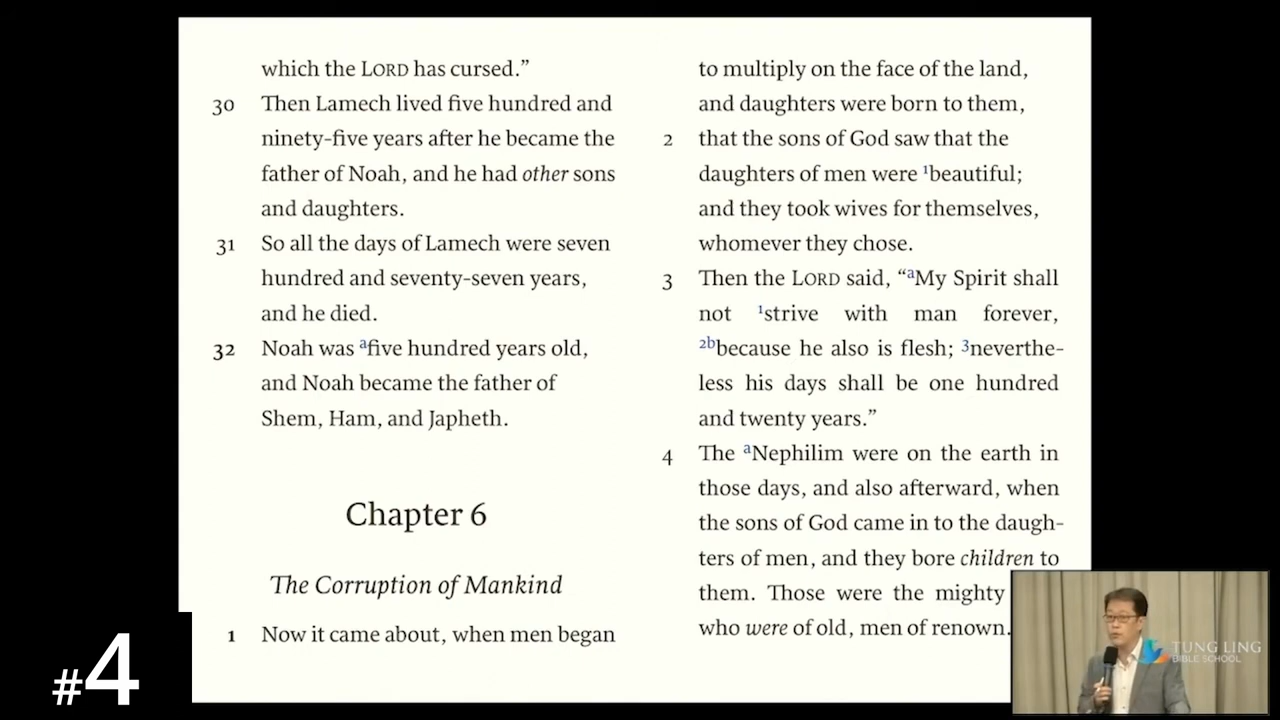 which the LORD has cursed.”
30 Then Lamech lived five hundred and
ninety-five years after he became the
father of Noah, and he had other sons
and daughters.
31 So all the days of Lamech were seven
hundred and seventy-seven years,
and he died.
32 Noah was ᵃfive hundred years old,
and Noah became the father of
Shem, Ham, and Japheth.
Chapter 6
The Corruption of Mankind
1 Now it came about, when men began
to multiply on the face of the land,
and daughters were born to them,
2 that the sons of God saw that the
daughters of men were ¹beautiful;
and they took wives for themselves,
whomever they chose.
3 Then the LORD said, “ᵃMy Spirit shall
not ¹strive with man forever,
²ᵇbecause he also is flesh; ³neverthe-
less his days shall be one hundred
and twenty years.”
4 The ᵃNephilim were on the earth in
those days, and also afterward, when
the sons of God came in to the daugh-
ters of men, and they bore children to
them. Those were the mighty
who were of old, men of renown.
#4
TUNG LING
BIBLE SCHOOL